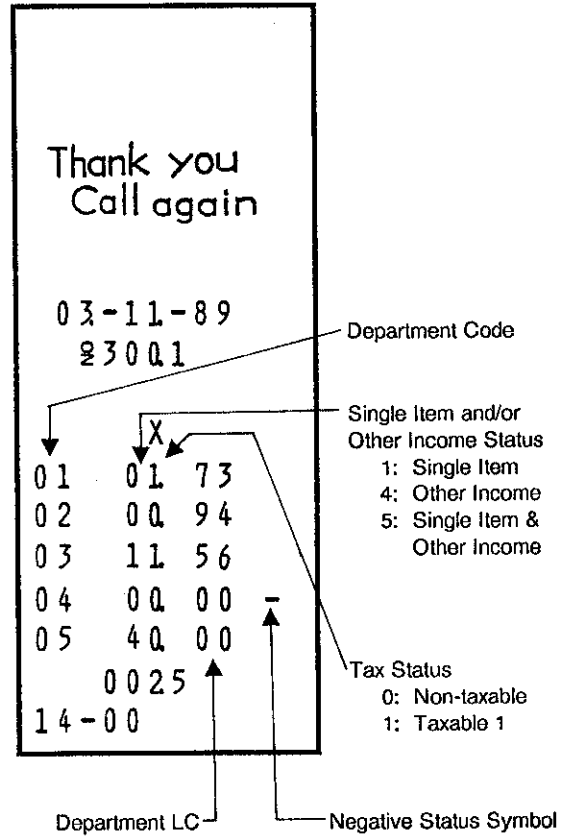 Thank you
Call again
03-11.-89
300.1
Department Code
Single Item and/or
Other Income Status
1: Single Item
4: Other Income
5: Single Item &
Other Income
X
01 01. 73
02 00. 94
03 11. 56
04 00. 00 -
05 40. 00
0025
14-00
Tax Status
0: Non-taxable
1: Taxable 1
Department LC
Negative Status Symbol